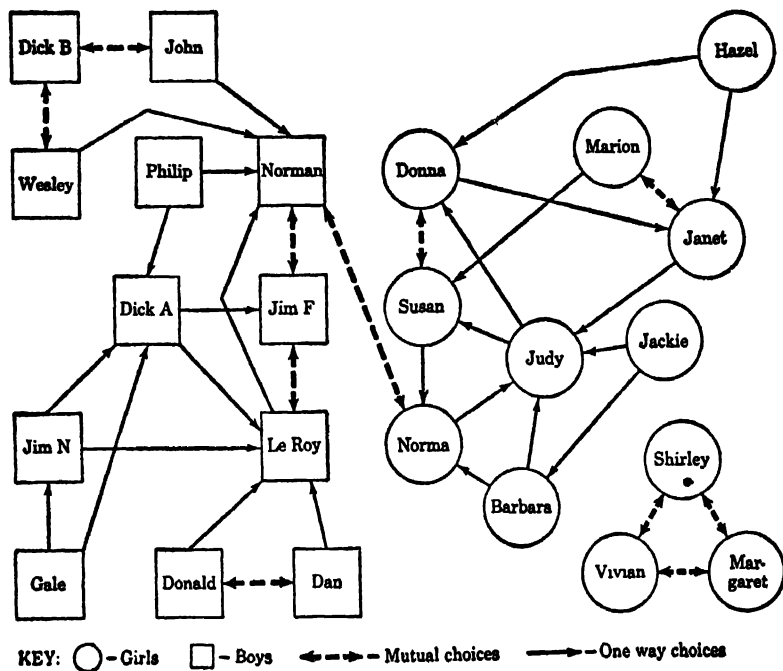 Dick B
John
Hazel
Wesley
Philip
Norman
Donna
Marion
Janet
Dick A
Jim F
Susan
Judy
Jackie
Jim N
Le Roy
Norma
Barbara
Shirley
Gale
Donald
Dan
Vivian
Mar-
garet
KEY: - Girls - Boys - Mutual choices - One way choices